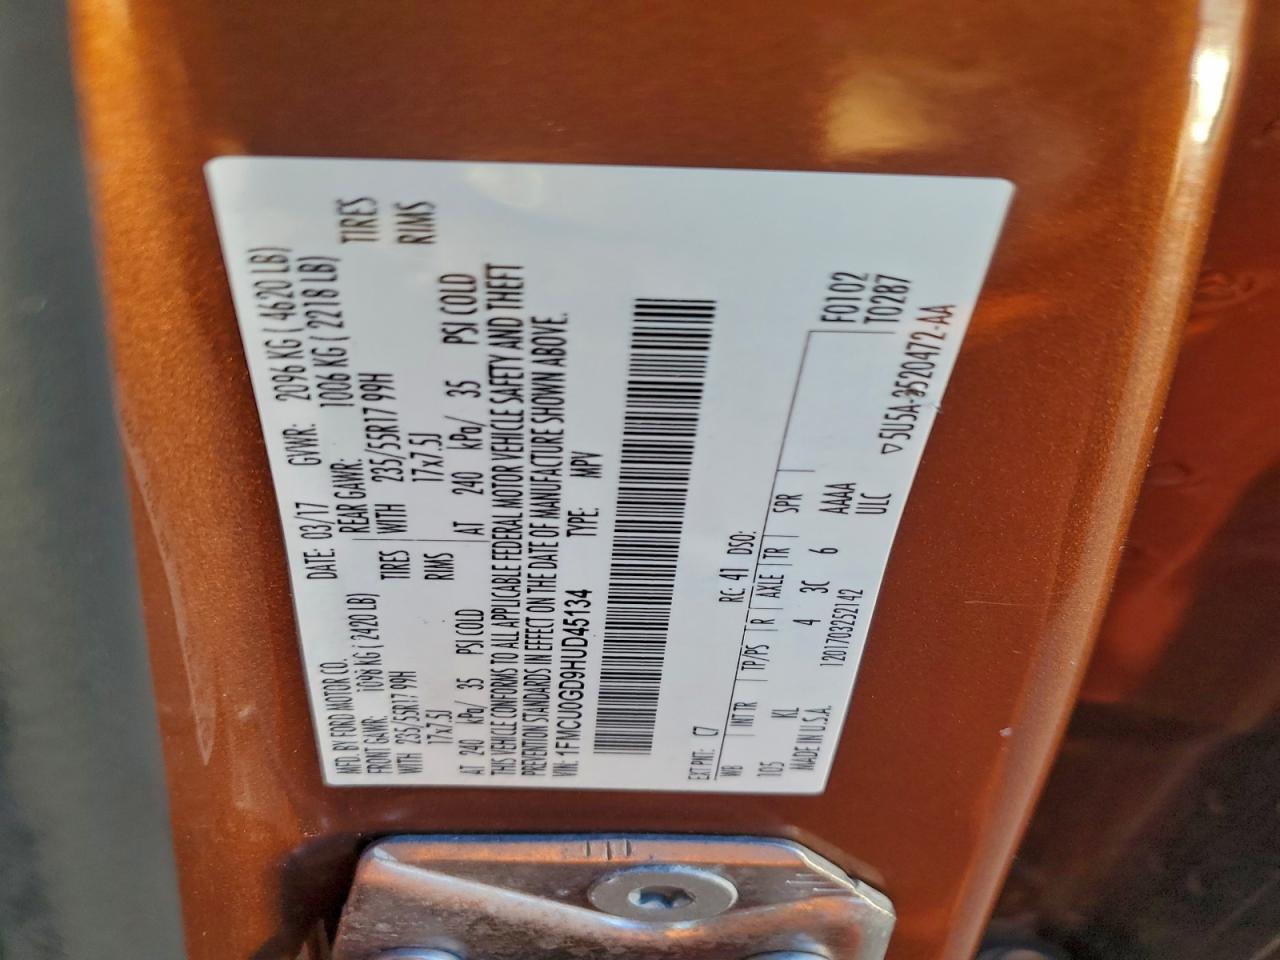 MFD. BY FORD MOTOR CO.
DATE: 03/17 GVWR: 2096 KG ( 4620 LB)
FRONT GAWR: 1098 KG ( 2420 LB) REAR GAWR: 1006 KG ( 2218 LB)
WITH 235/55R17 99H TIRES WITH 235/55R17 99H TIRES
17x7.5J RIMS 17x7.5J RIMS
AT 240 kPa/ 35 PSI COLD AT 240 kPa/ 35 PSI COLD
THIS VEHICLE CONFORMS TO ALL APPLICABLE FEDERAL MOTOR VEHICLE SAFETY AND THEFT
PREVENTION STANDARDS IN EFFECT ON THE DATE OF MANUFACTURE SHOWN ABOVE.
VIN: 1FMCU0GD9HUD45134 TYPE: MPV
EXT PNT: C7 RC: 41 DSO:
WB INT TR TP/PS R AXLE TR SPR F0102
105 KL 4 3C 6 AAAA T0287
MADE IN U.S.A. 1201703252142 ULC
▽5U5A-3520472-AA